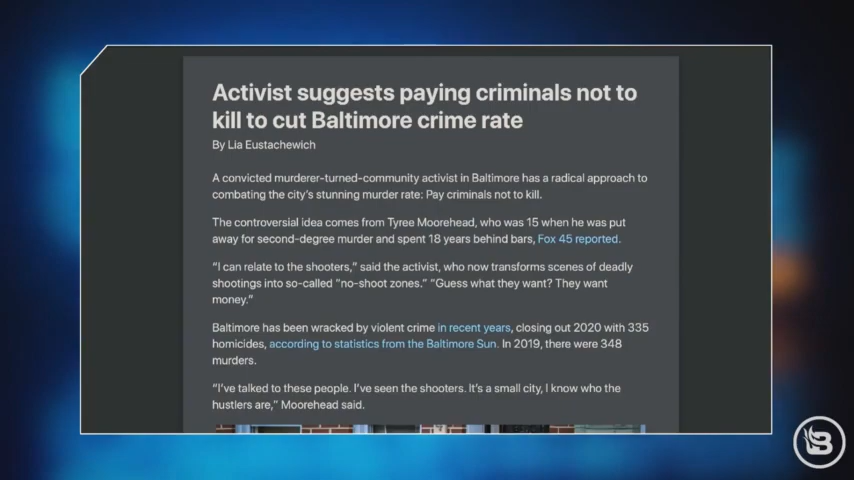 Activist suggests paying criminals not to
kill to cut Baltimore crime rate
By Lia Eustachewich
A convicted murderer-turned-community activist in Baltimore has a radical approach to
combating the city's stunning murder rate: Pay criminals not to kill.
The controversial idea comes from Tyree Moorehead, who was 15 when he was put
away for second-degree murder and spent 18 years behind bars, Fox 45 reported.
“I can relate to the shooters,” said the activist, who now transforms scenes of deadly
shootings into so-called “no-shoot zones.” “Guess what they want? They want
money.”
Baltimore has been wracked by violent crime in recent years, closing out 2020 with 335
homicides, according to statistics from the Baltimore Sun. In 2019, there were 348
murders.
“I've talked to these people. I've seen the shooters. It's a small city, I know who the
hustlers are,” Moorehead said.
B